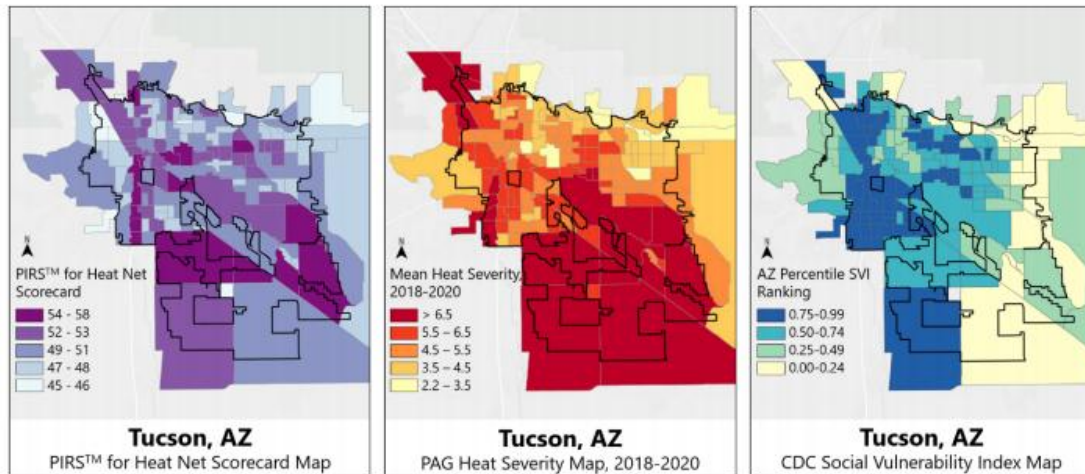 N
PIRS™ for Heat Net
Scorecard
54 - 58
52 - 53
49 - 51
47 - 48
45 - 46
Tucson, AZ
PIRS™ for Heat Net Scorecard Map
N
Mean Heat Severity,
2018-2020
> 6.5
5.5 – 6.5
4.5 – 5.5
3.5 – 4.5
2.2 – 3.5
Tucson, AZ
PAG Heat Severity Map, 2018-2020
N
AZ Percentile SVI
Ranking
0.75-0.99
0.50-0.74
0.25-0.49
0.00-0.24
Tucson, AZ
CDC Social Vulnerability Index Map